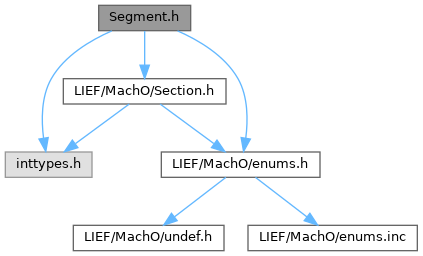 Segment.h
LIEF/MachO/Section.h
inttypes.h
LIEF/MachO/enums.h
LIEF/MachO/undef.h
LIEF/MachO/enums.inc